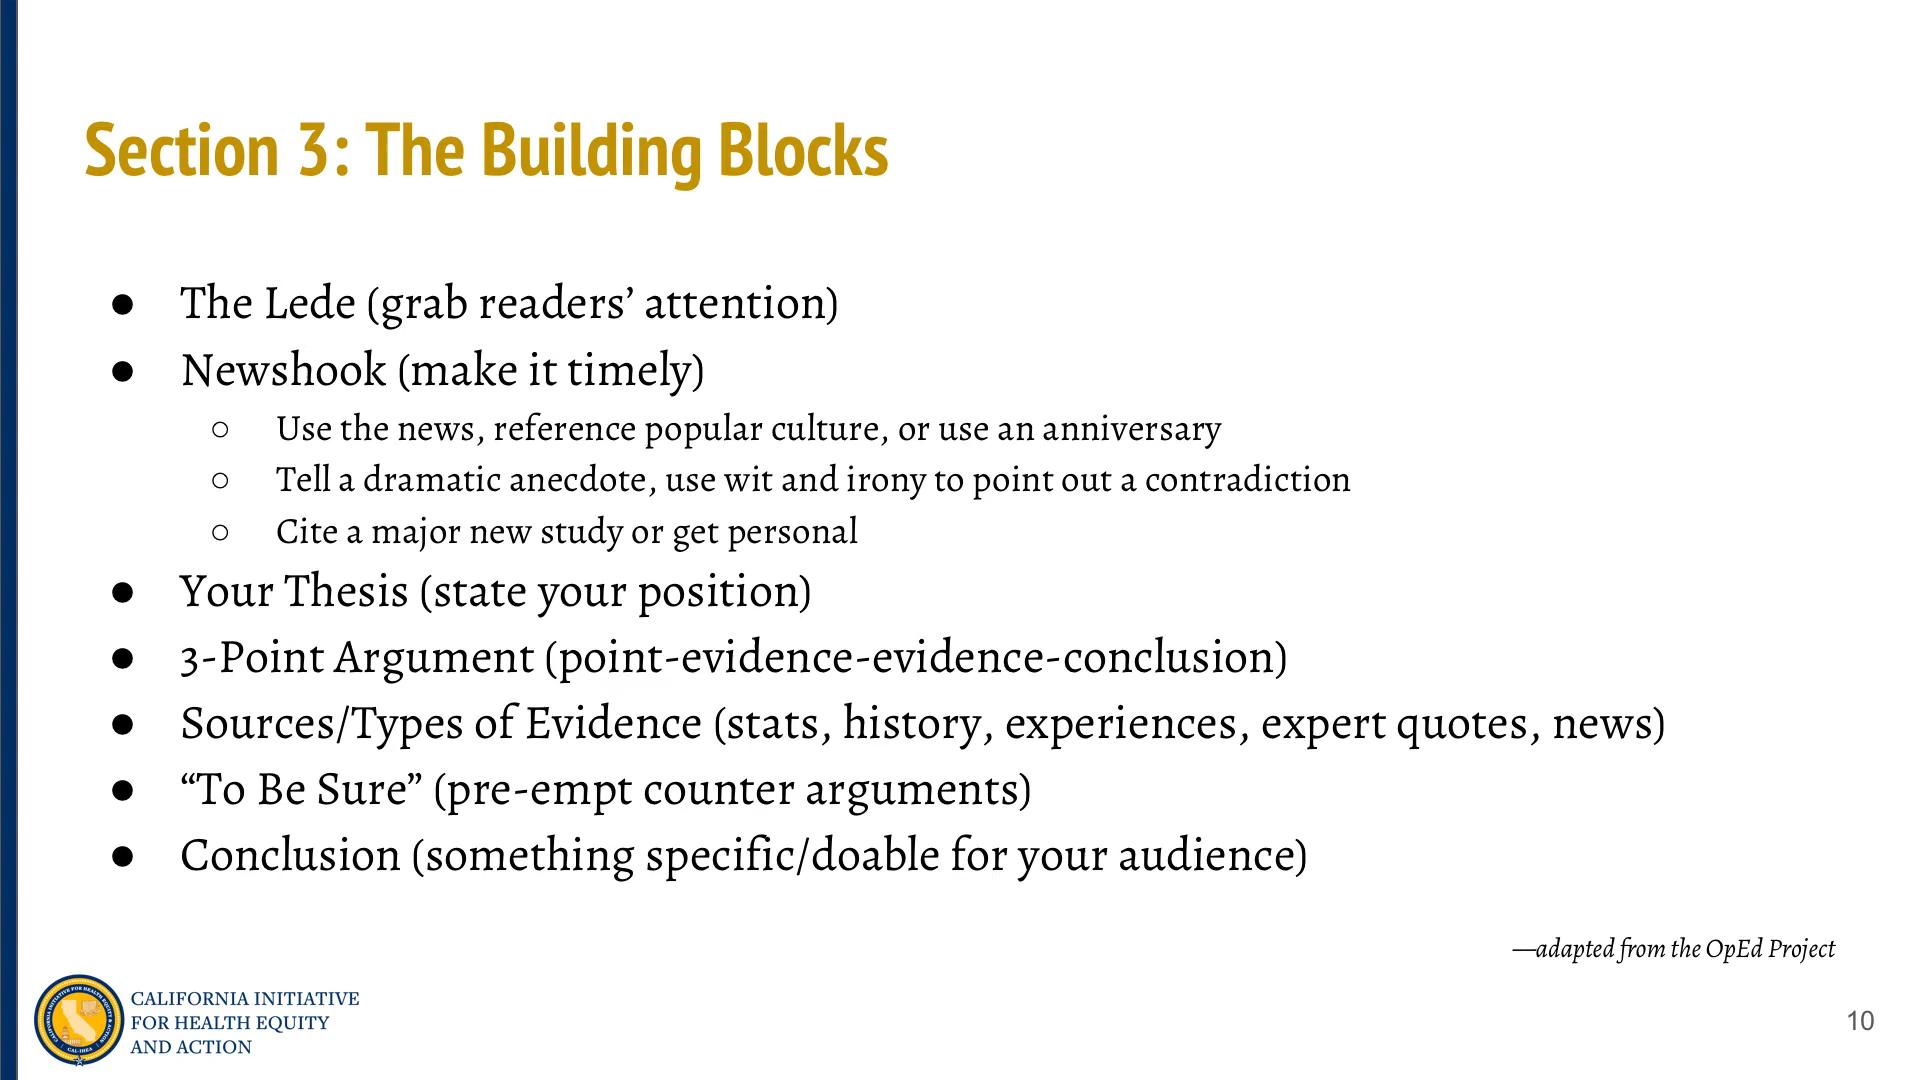 Section 3: The Building Blocks
● The Lede (grab readers’ attention)
● Newshook (make it timely)
○ Use the news, reference popular culture, or use an anniversary
○ Tell a dramatic anecdote, use wit and irony to point out a contradiction
○ Cite a major new study or get personal
● Your Thesis (state your position)
● 3-Point Argument (point-evidence-evidence-conclusion)
● Sources/Types of Evidence (stats, history, experiences, expert quotes, news)
● “To Be Sure” (pre-empt counter arguments)
● Conclusion (something specific/doable for your audience)
—adapted from the OpEd Project
CALIFORNIA INITIATIVE
FOR HEALTH EQUITY
AND ACTION
10